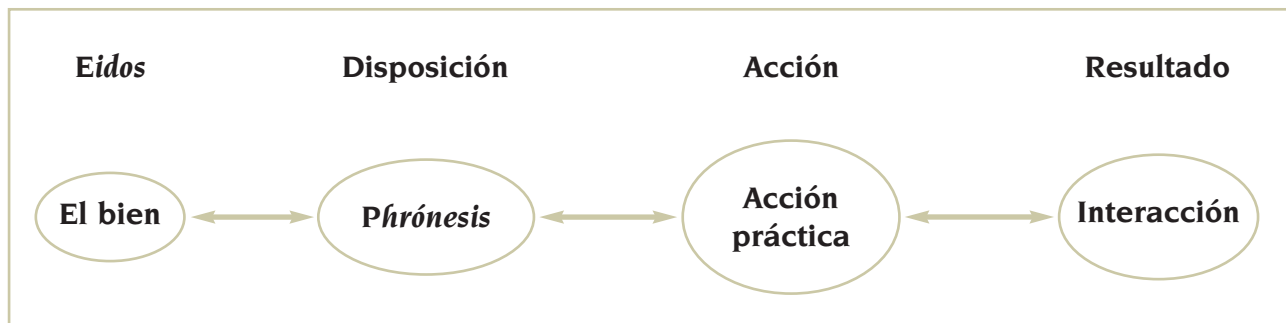 Eidos Disposición Acción Resultado
El bien Phrónesis Acción práctica Interacción